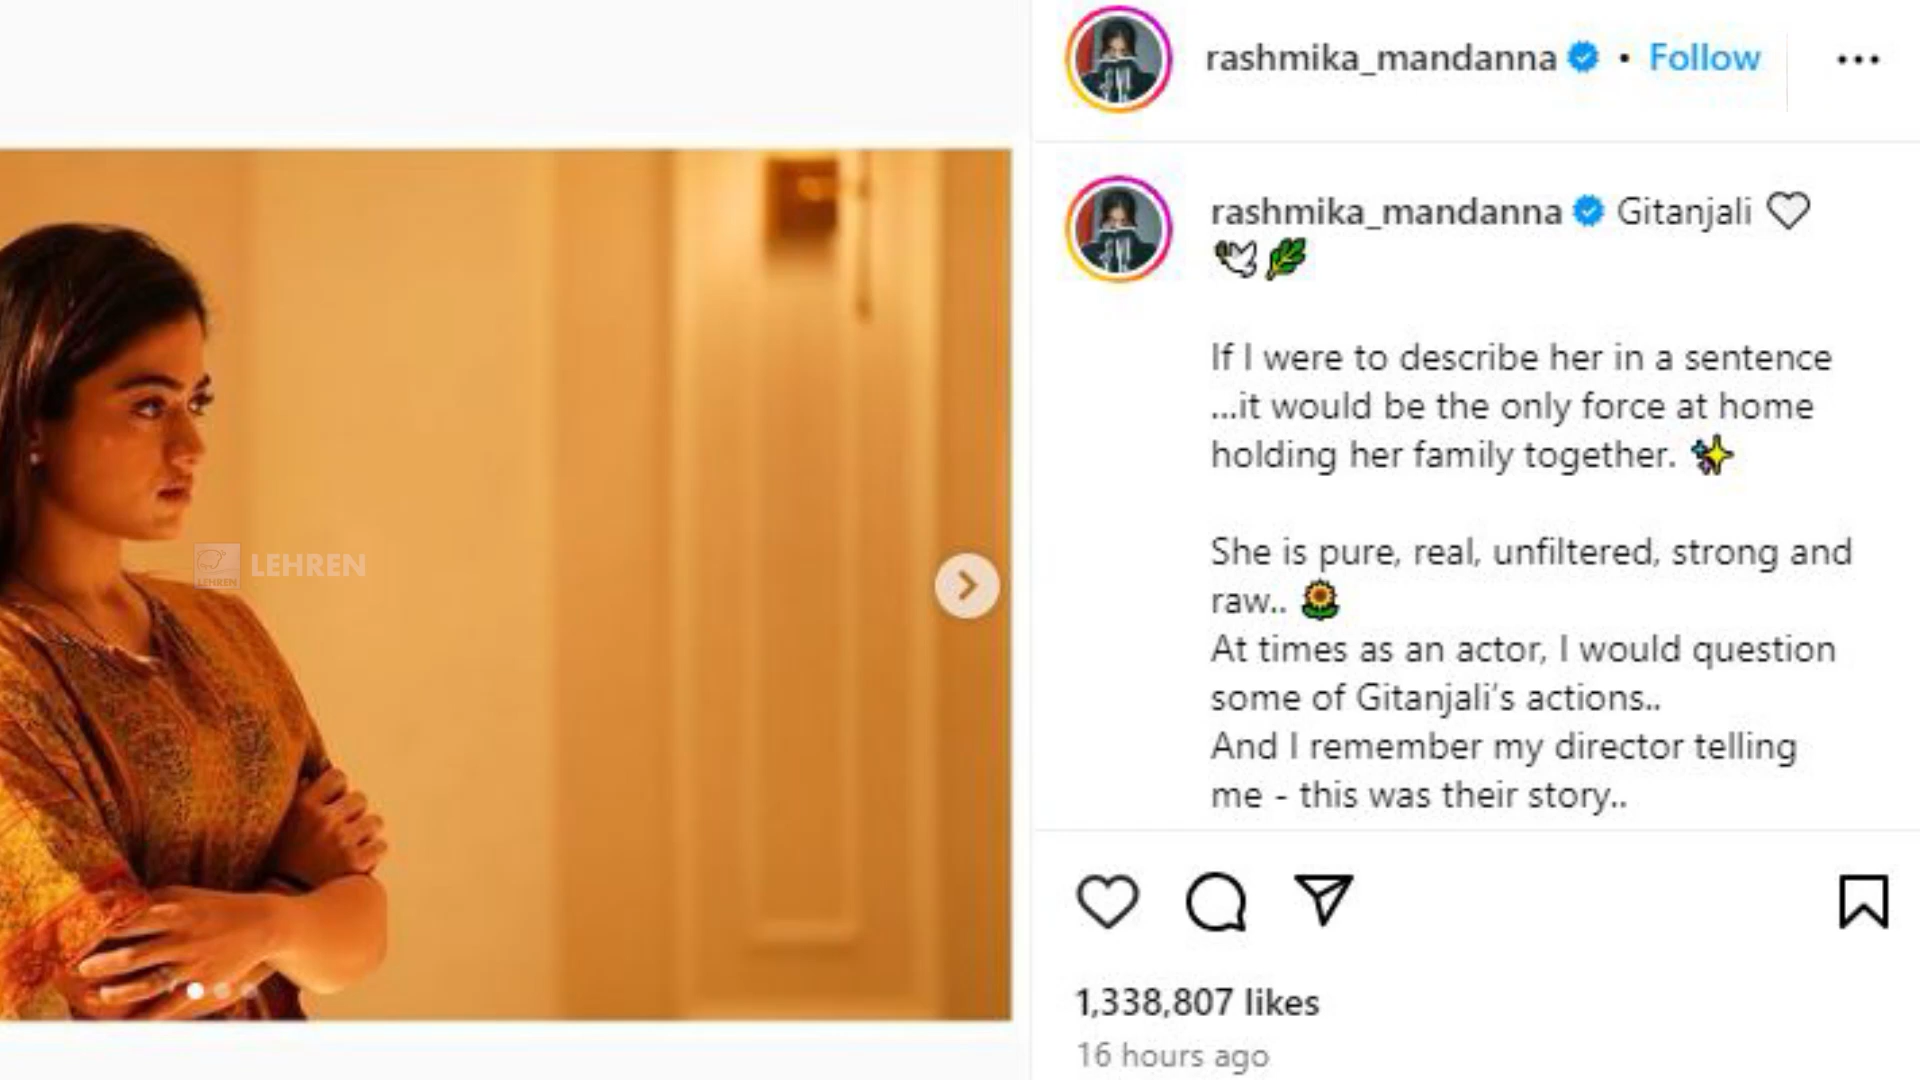 rashmika_mandanna • Follow
rashmika_mandanna Gitanjali 🤍
🕊️🌿
If I were to describe her in a sentence
...it would be the only force at home
holding her family together. ✨
She is pure, real, unfiltered, strong and
raw.. 🌻
At times as an actor, I would question
some of Gitanjali's actions..
And I remember my director telling
me - this was their story..
1,338,807 likes
16 hours ago
LEHREN
LEHREN